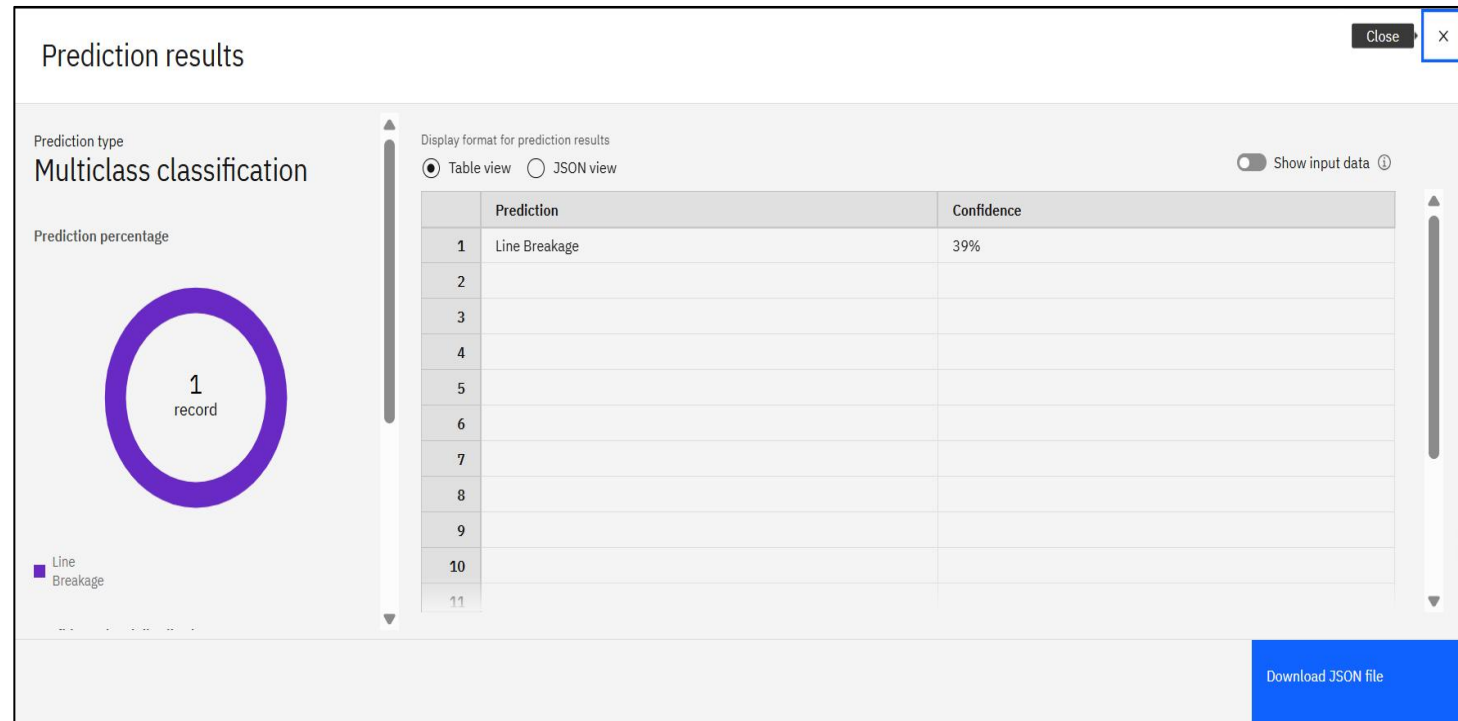 Prediction results
Close
Prediction type
Multiclass classification
Prediction percentage
1
record
Line
Breakage
Display format for prediction results
Table view JSON view
Show input data
Prediction Confidence
1 Line Breakage 39%
2
3
4
5
6
7
8
9
10
11
Download JSON file